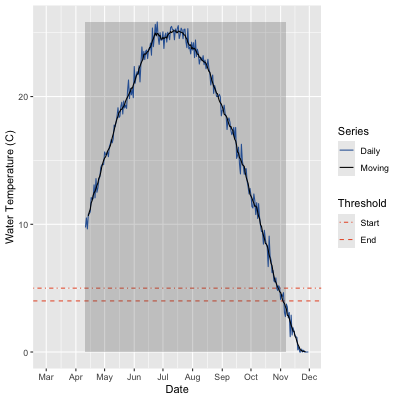 Water Temperature (C)
20
10
0
Mar Apr May Jun Jul Aug Sep Oct Nov Dec
Date
Series
Daily
Moving
Threshold
Start
End